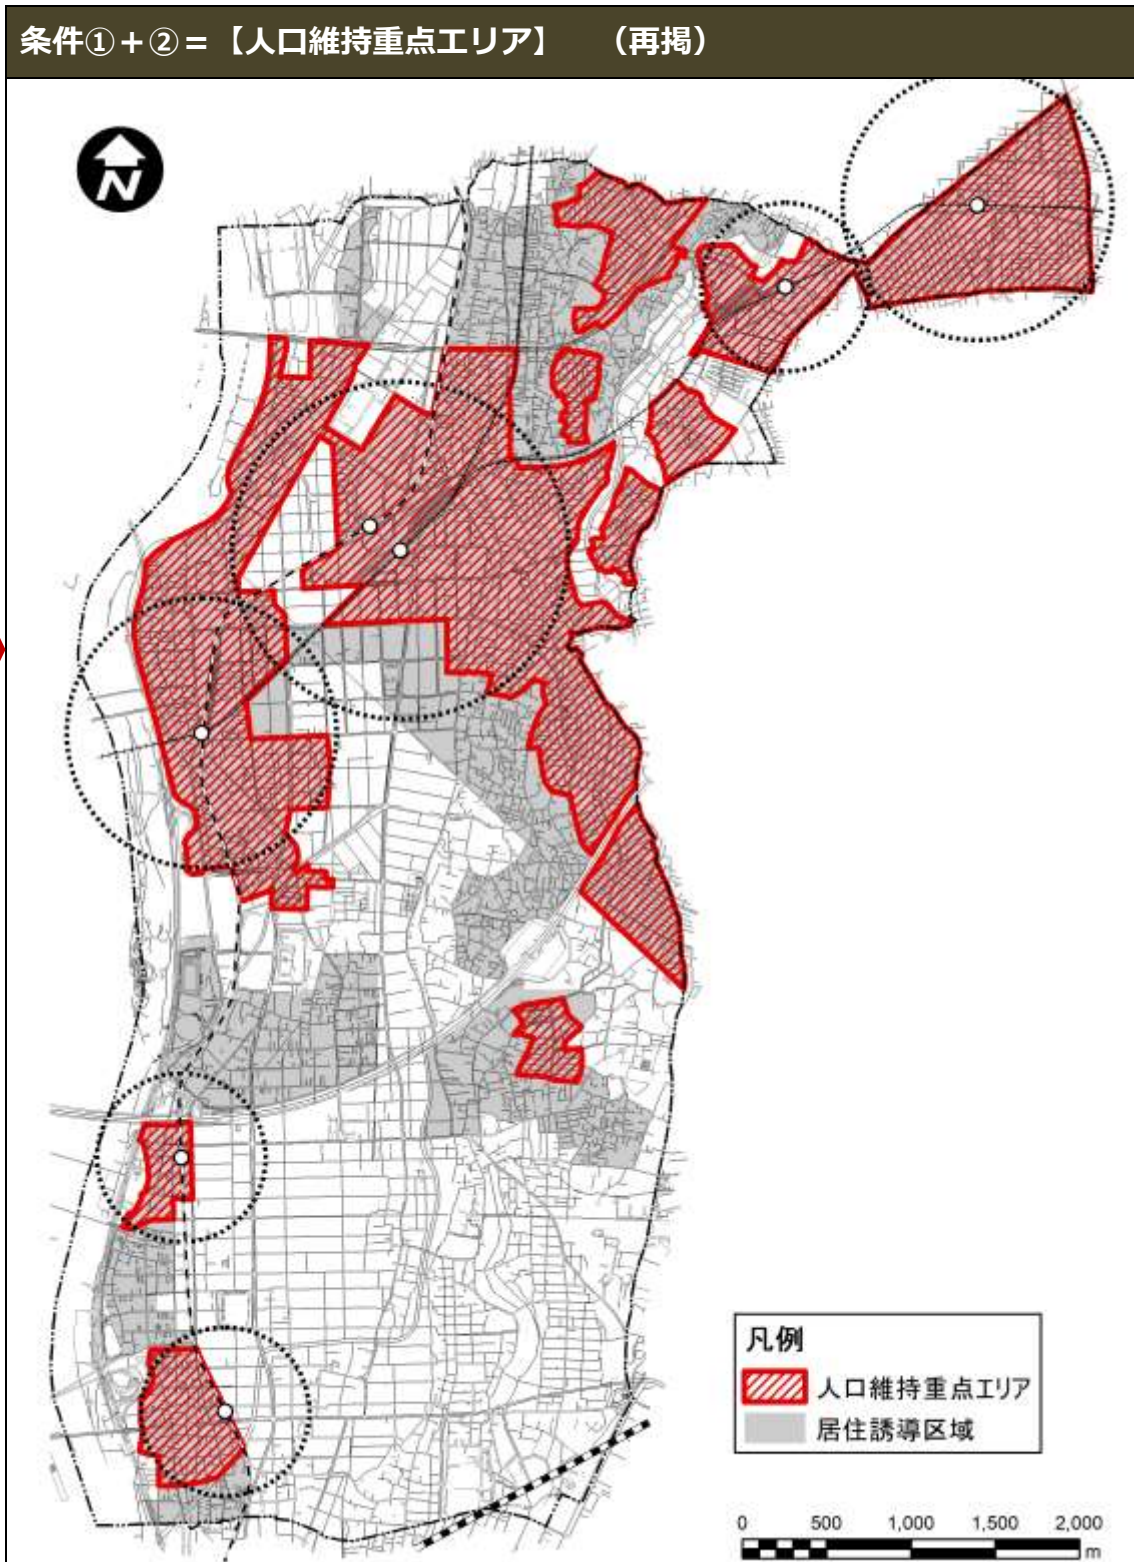 条件①＋②＝【人口維持重点エリア】　（再掲）
N
凡例
人口維持重点エリア
居住誘導区域
0 500 1,000 1,500 2,000
m